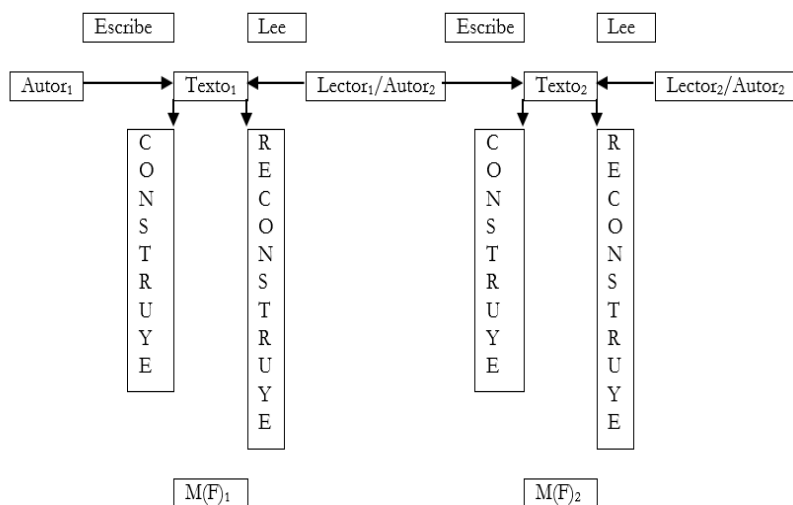 Escribe Lee Escribe Lee
Autor₁ Texto₁ Lector₁/Autor₂ Texto₂ Lector₂/Autor₂
CONSTRUYE
RECONSTRUYE
CONSTRUYE
RECONSTRUYE
M(F)₁ M(F)₂